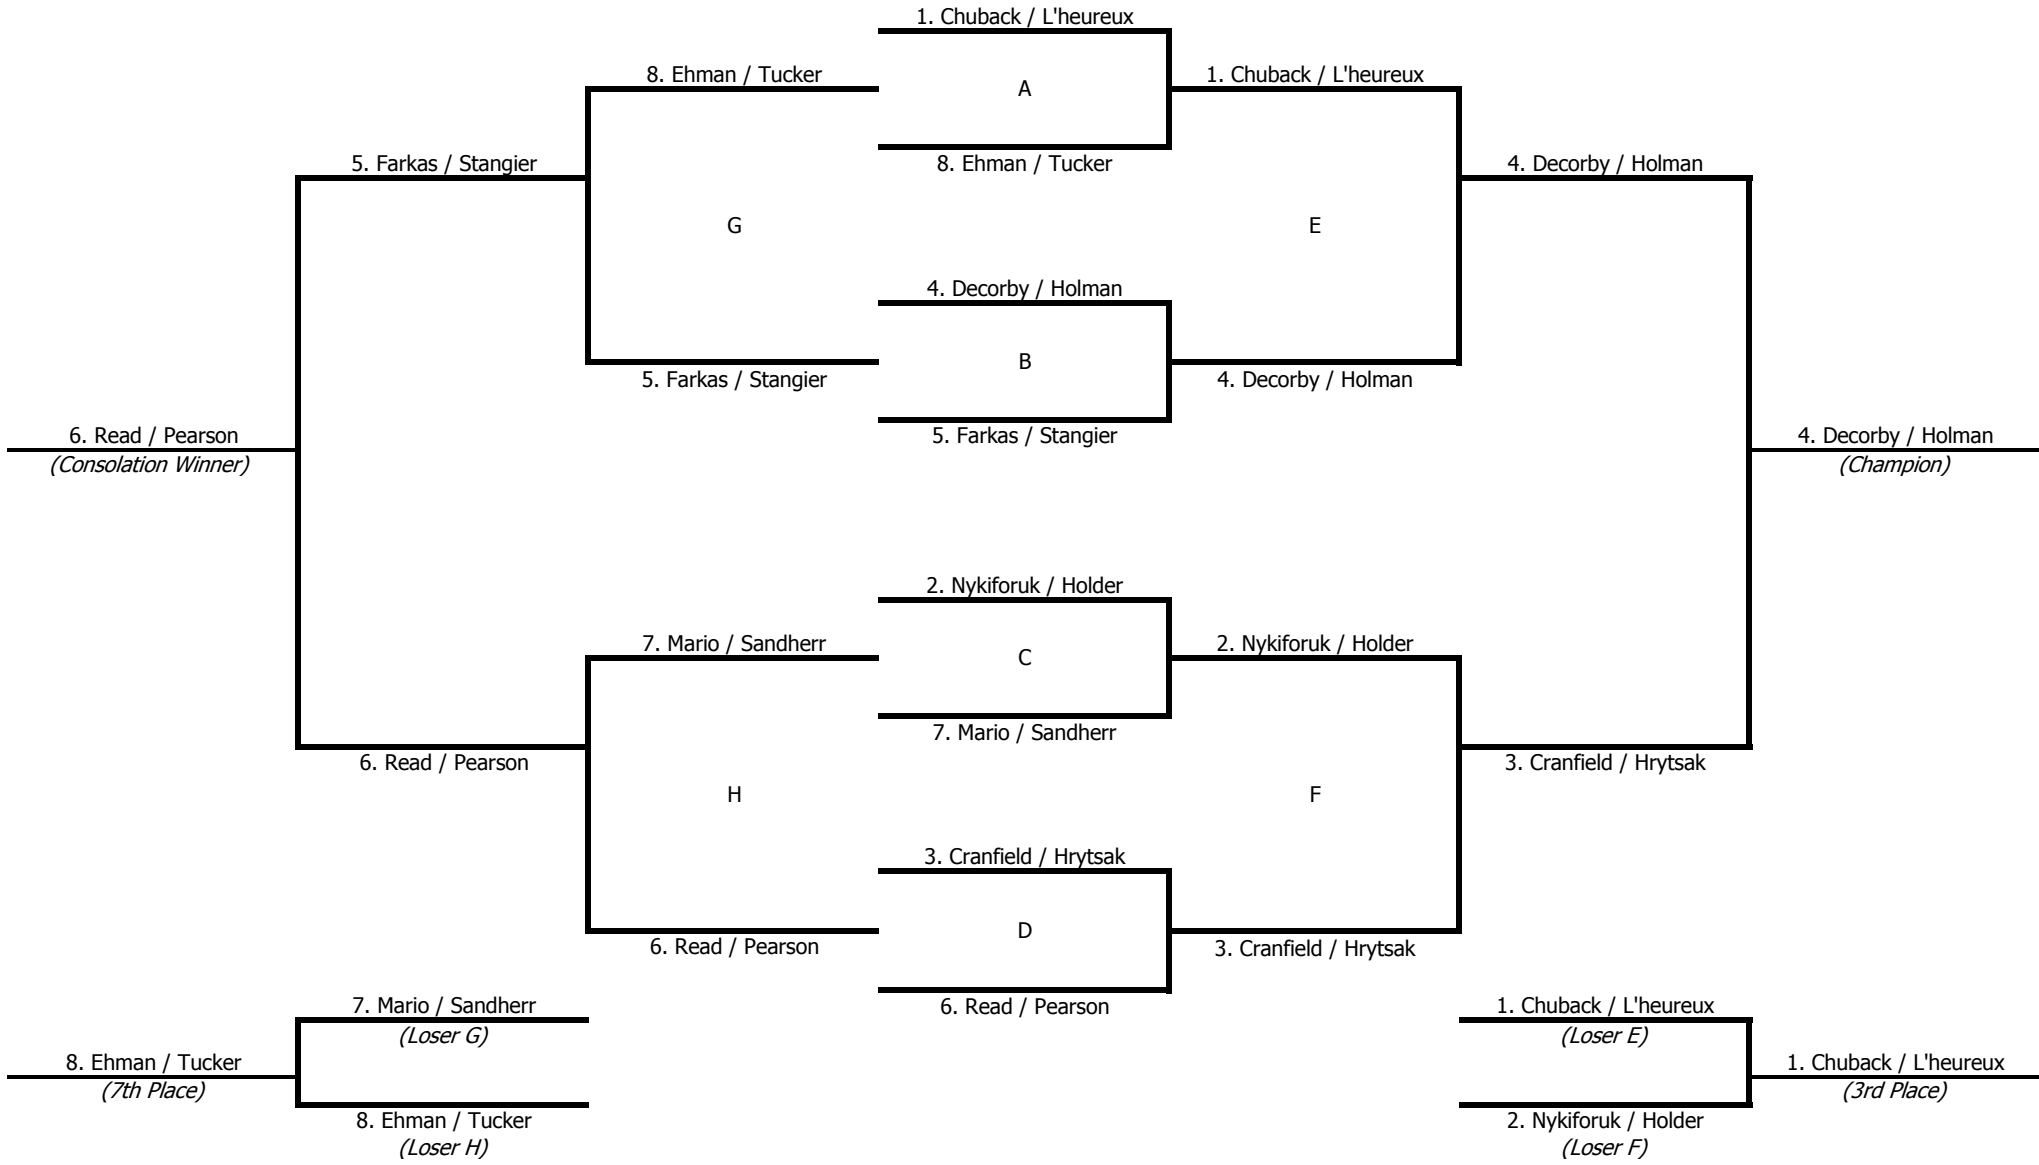 1. Chuback / L'heureux
8. Ehman / Tucker
1. Chuback / L'heureux
A
5. Farkas / Stangier
8. Ehman / Tucker
4. Decorby / Holman
G
E
4. Decorby / Holman
B
5. Farkas / Stangier
4. Decorby / Holman
6. Read / Pearson
5. Farkas / Stangier
4. Decorby / Holman
(Consolation Winner)
(Champion)
2. Nykiforuk / Holder
7. Mario / Sandherr
2. Nykiforuk / Holder
C
7. Mario / Sandherr
6. Read / Pearson
3. Cranfield / Hrytsak
H
F
3. Cranfield / Hrytsak
D
6. Read / Pearson
3. Cranfield / Hrytsak
7. Mario / Sandherr
6. Read / Pearson
1. Chuback / L'heureux
(Loser G)
(Loser E)
8. Ehman / Tucker
1. Chuback / L'heureux
(7th Place)
(3rd Place)
8. Ehman / Tucker
2. Nykiforuk / Holder
(Loser H)
(Loser F)